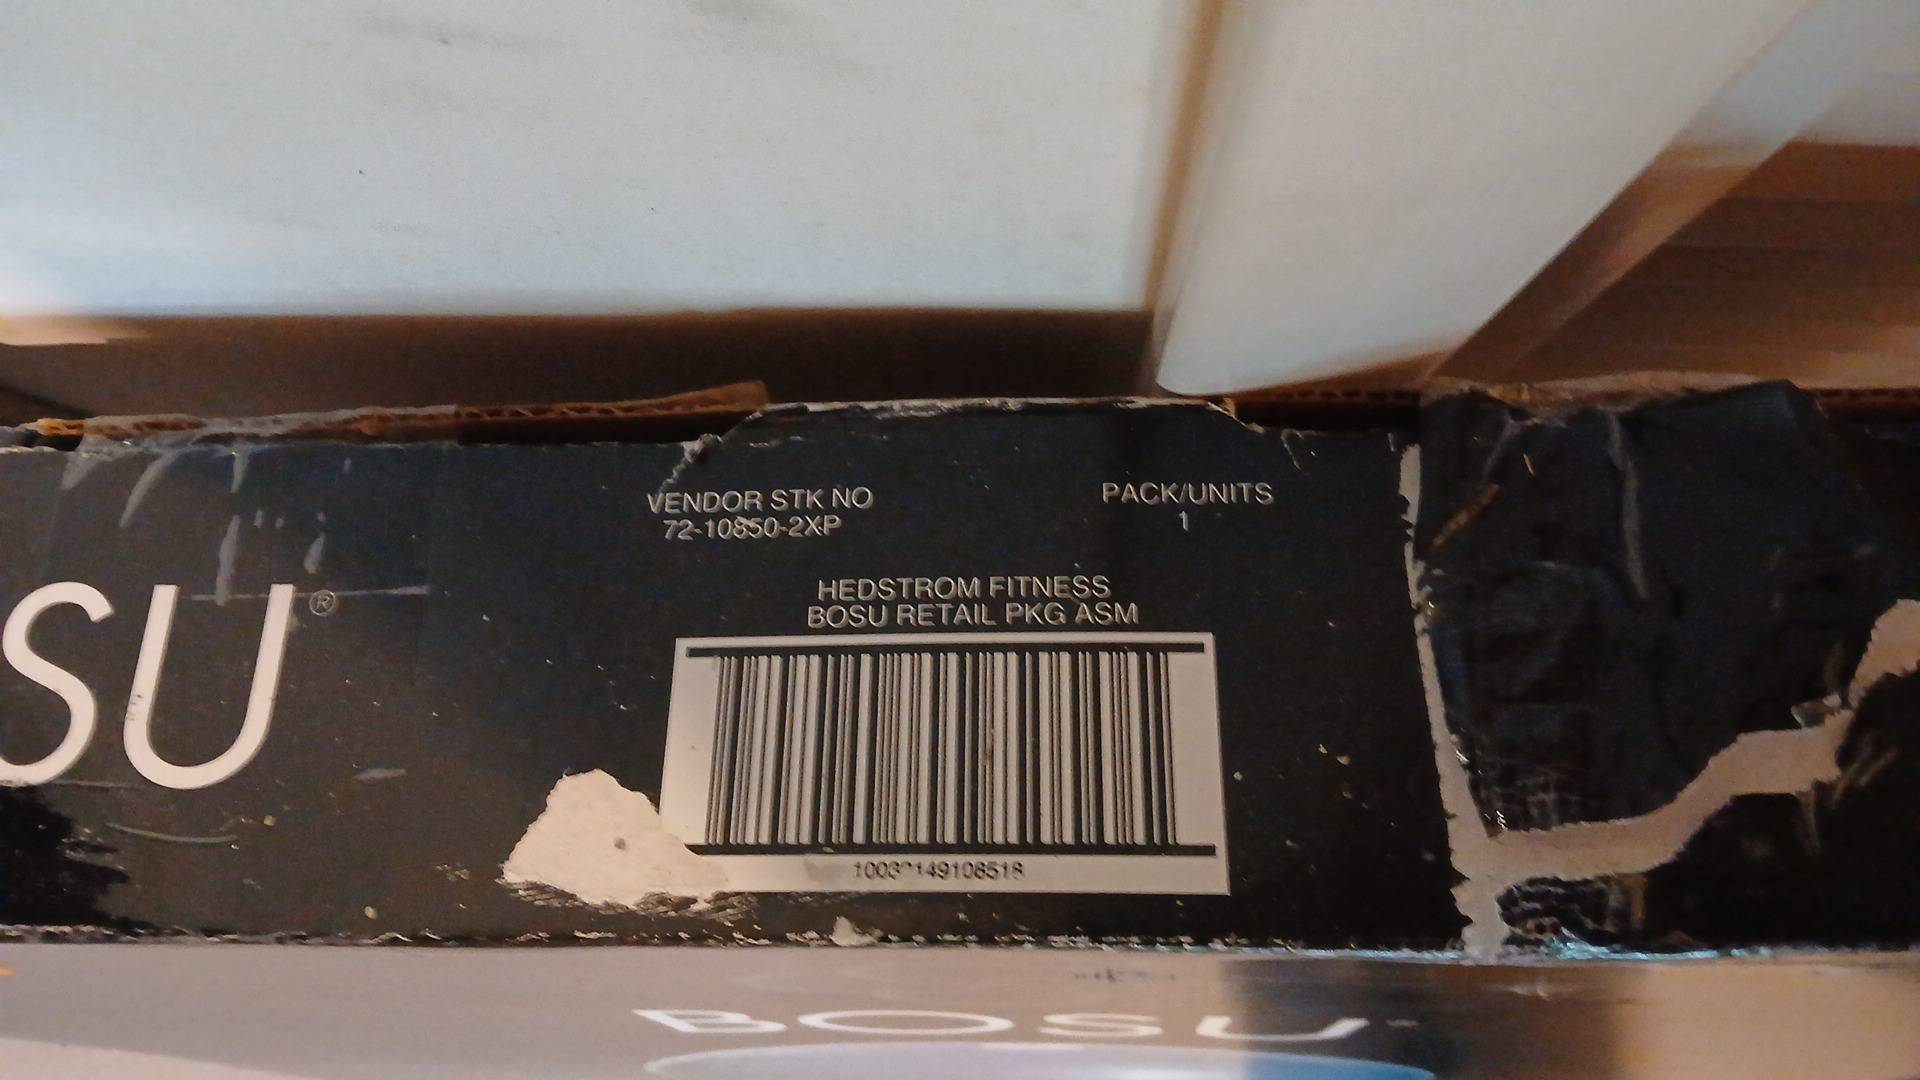 SU®
VENDOR STK NO
72-10850-2XP
PACK/UNITS
1
HEDSTROM FITNESS
BOSU RETAIL PKG ASM
BOSU